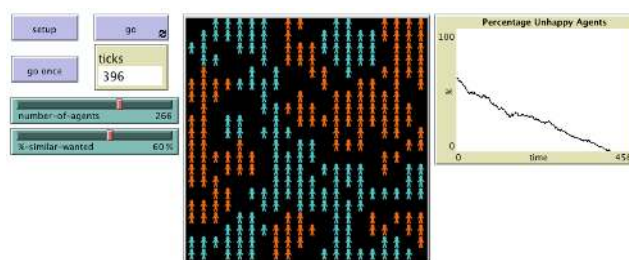 setup
go
go once
ticks
396
number-of-agents 266
%-similar-wanted 60 %
Percentage Unhappy Agents
100
%
0
0
time
458